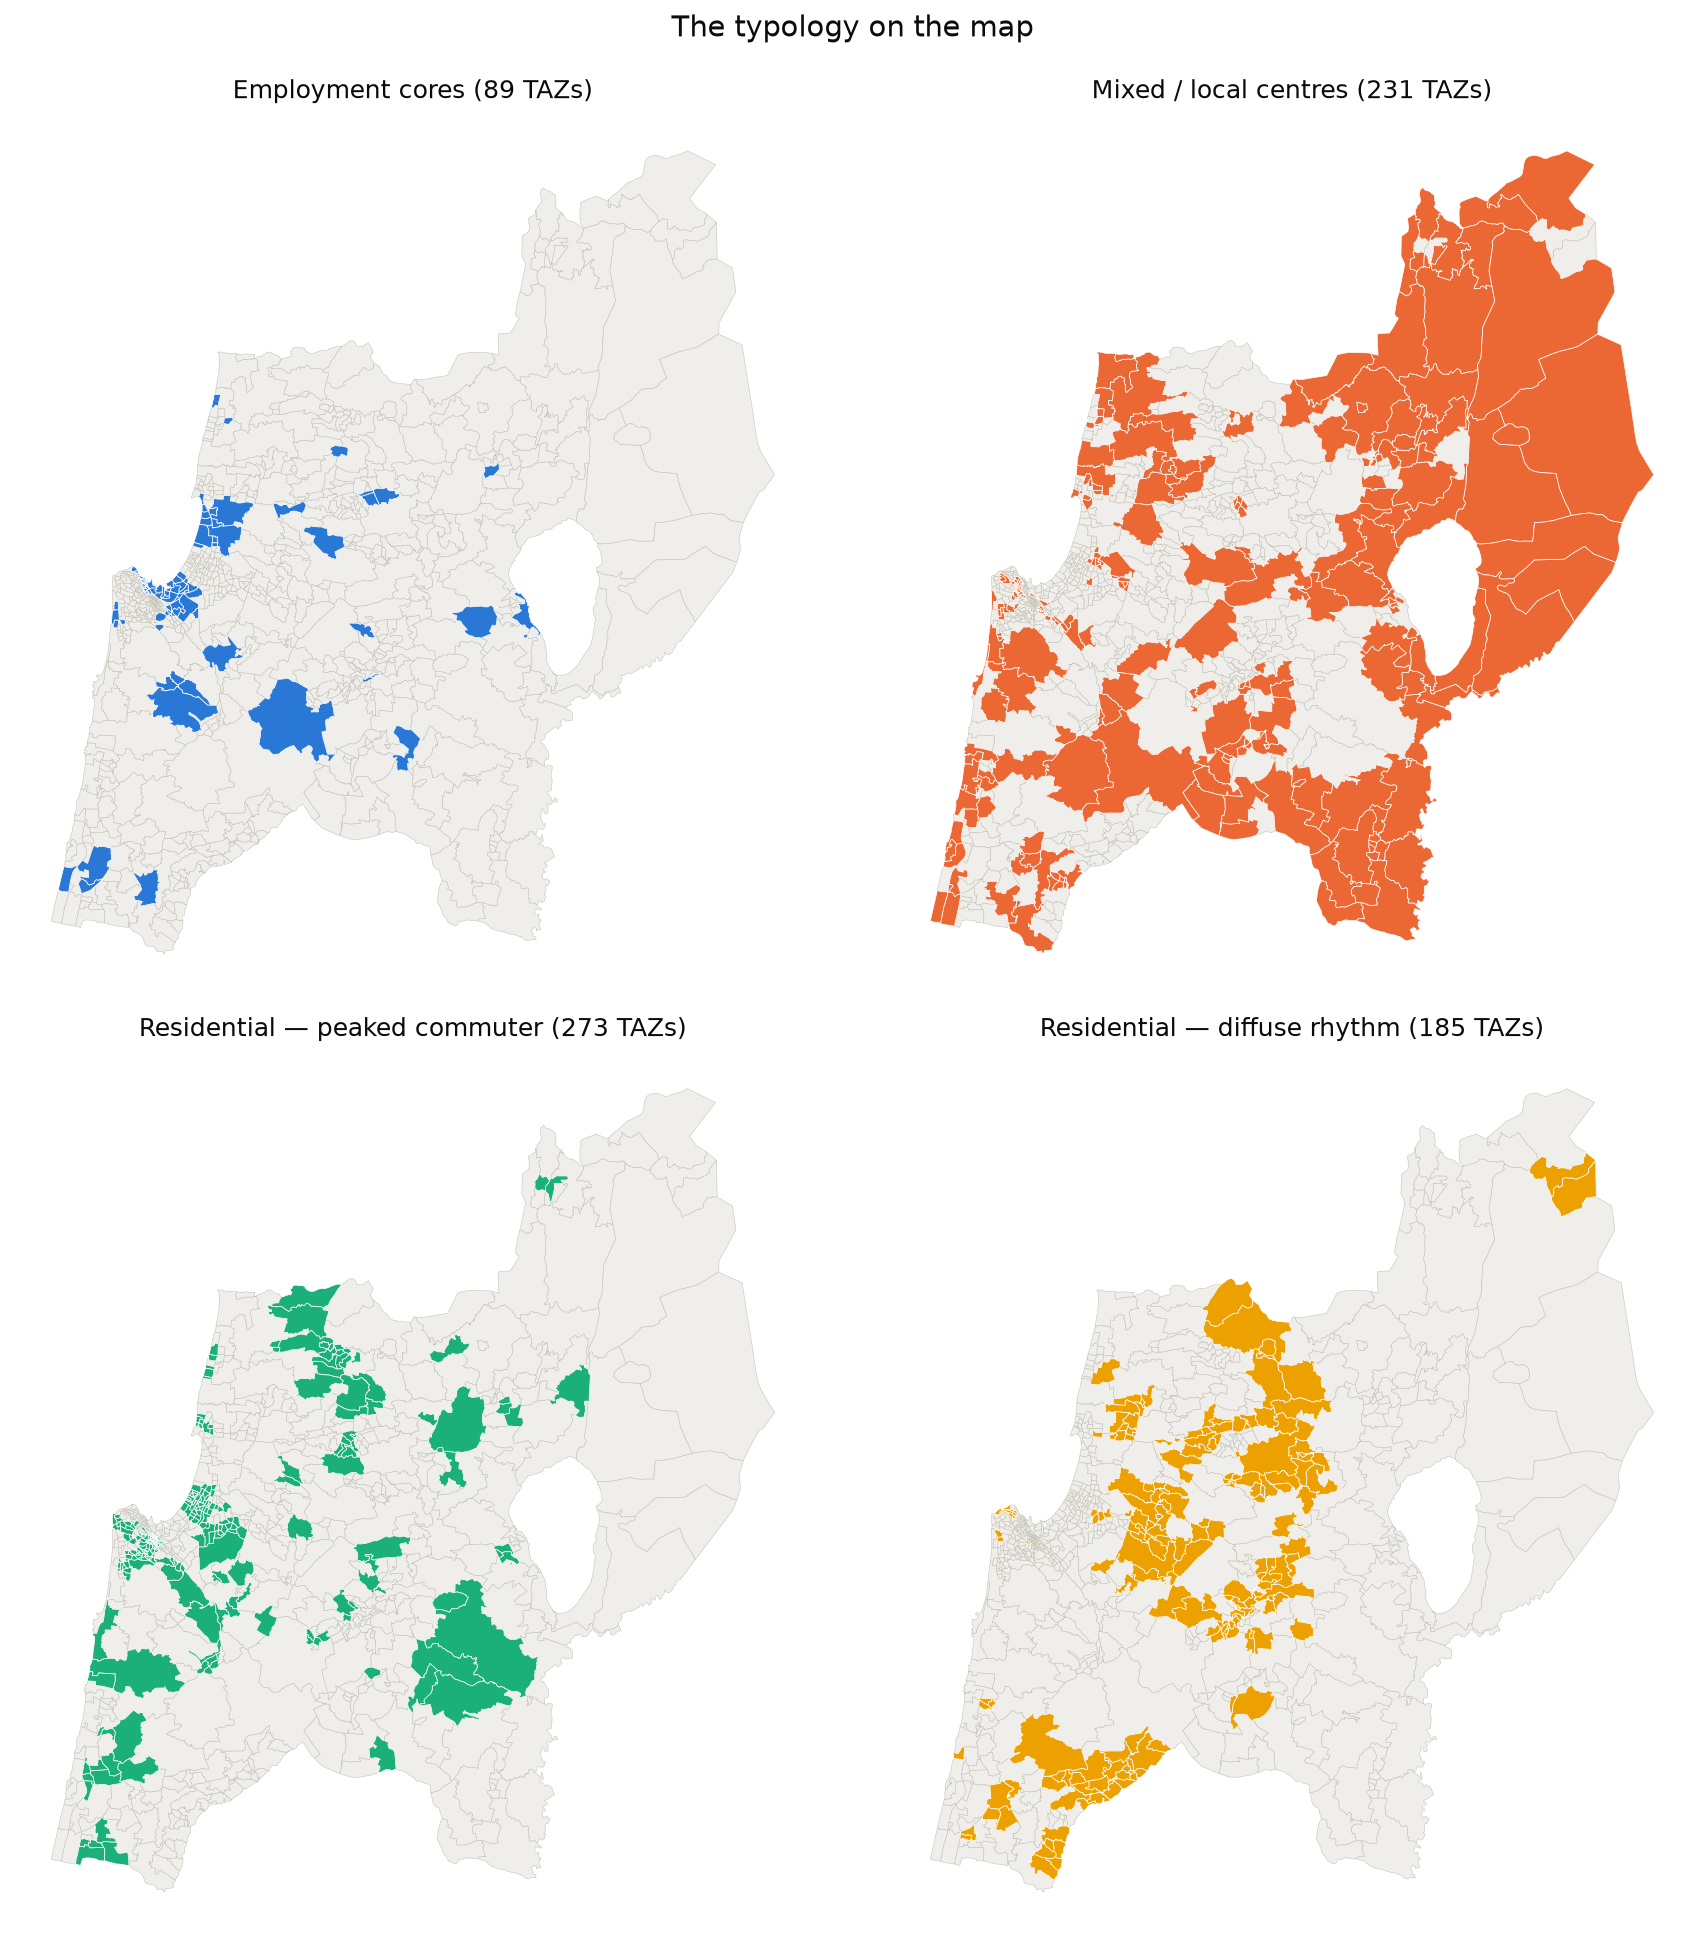 The typology on the map
Employment cores (89 TAZs)
Mixed / local centres (231 TAZs)
Residential — peaked commuter (273 TAZs)
Residential — diffuse rhythm (185 TAZs)